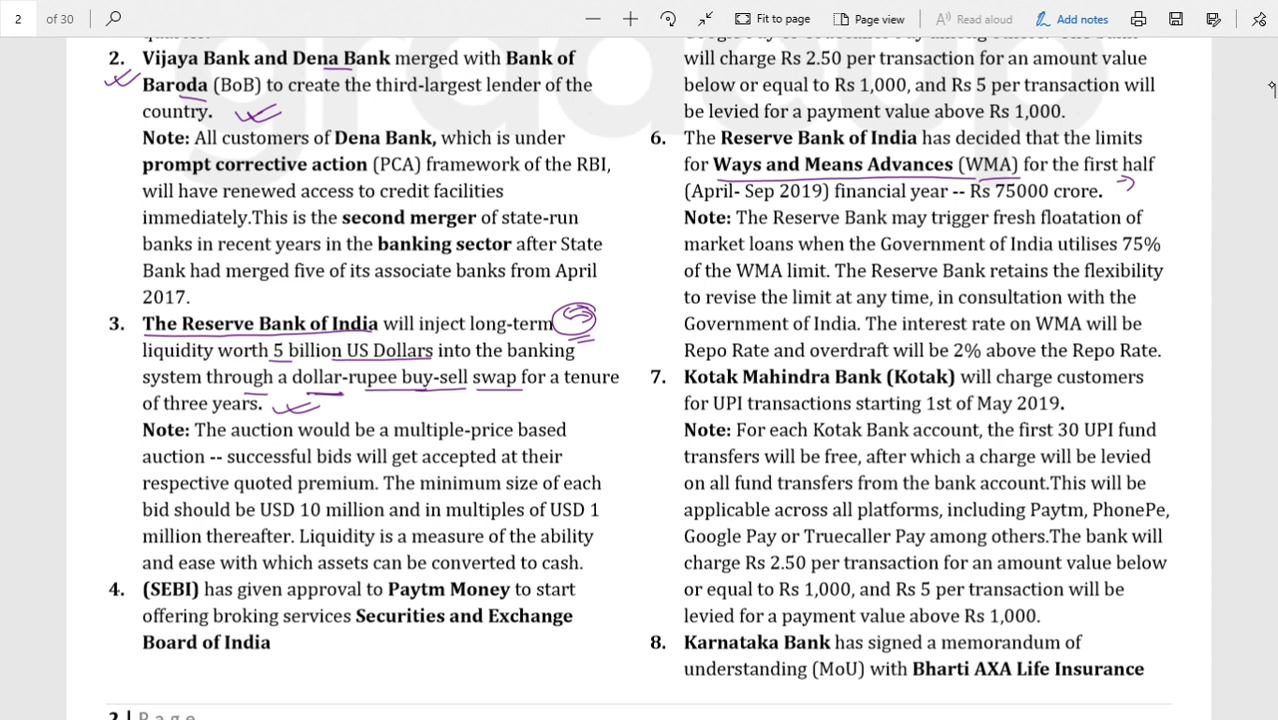 2 of 30
Fit to page
Page view
Read aloud
Add notes
2. Vijaya Bank and Dena Bank merged with Bank of
Baroda (BoB) to create the third-largest lender of the
country.
Note: All customers of Dena Bank, which is under
prompt corrective action (PCA) framework of the RBI,
will have renewed access to credit facilities
immediately.This is the second merger of state-run
banks in recent years in the banking sector after State
Bank had merged five of its associate banks from April
2017.
3. The Reserve Bank of India will inject long-term
liquidity worth 5 billion US Dollars into the banking
system through a dollar-rupee buy-sell swap for a tenure
of three years.
Note: The auction would be a multiple-price based
auction -- successful bids will get accepted at their
respective quoted premium. The minimum size of each
bid should be USD 10 million and in multiples of USD 1
million thereafter. Liquidity is a measure of the ability
and ease with which assets can be converted to cash.
4. (SEBI) has given approval to Paytm Money to start
offering broking services Securities and Exchange
Board of India
will charge Rs 2.50 per transaction for an amount value
below or equal to Rs 1,000, and Rs 5 per transaction will
be levied for a payment value above Rs 1,000.
6. The Reserve Bank of India has decided that the limits
for Ways and Means Advances (WMA) for the first half
(April- Sep 2019) financial year -- Rs 75000 crore.
Note: The Reserve Bank may trigger fresh floatation of
market loans when the Government of India utilises 75%
of the WMA limit. The Reserve Bank retains the flexibility
to revise the limit at any time, in consultation with the
Government of India. The interest rate on WMA will be
Repo Rate and overdraft will be 2% above the Repo Rate.
7. Kotak Mahindra Bank (Kotak) will charge customers
for UPI transactions starting 1st of May 2019.
Note: For each Kotak Bank account, the first 30 UPI fund
transfers will be free, after which a charge will be levied
on all fund transfers from the bank account.This will be
applicable across all platforms, including Paytm, PhonePe,
Google Pay or Truecaller Pay among others.The bank will
charge Rs 2.50 per transaction for an amount value below
or equal to Rs 1,000, and Rs 5 per transaction will be
levied for a payment value above Rs 1,000.
8. Karnataka Bank has signed a memorandum of
understanding (MoU) with Bharti AXA Life Insurance
2 | P a g e